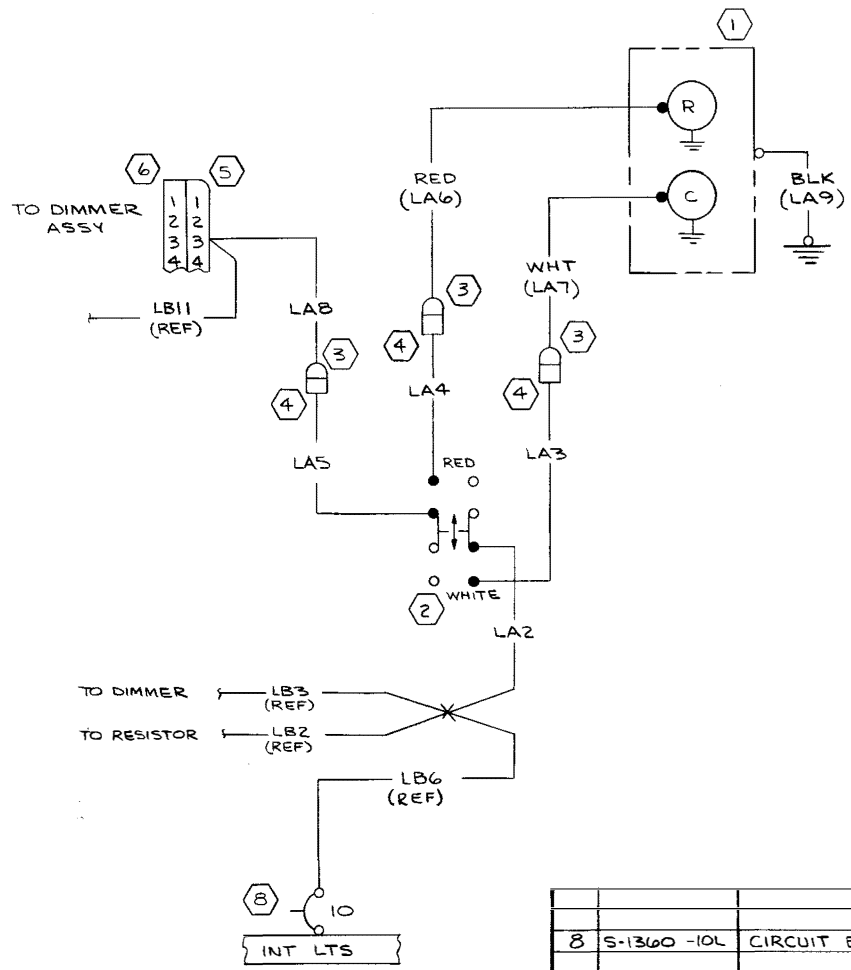 1
R
6
5
RED
(LA6)
C
BLK
(LA9)
TO DIMMER
ASSY
1 1
2 2
3 3
4 4
WHT
(LA7)
LB11
(REF)
LA8
3
4
3
3
4
4
LA4
LA5
RED
LA3
2
WHITE
LA2
TO DIMMER
LB3
(REF)
TO RESISTOR
LB2
(REF)
LB6
(REF)
8
10
INT LTS
8 S-1360 -10L CIRCUIT